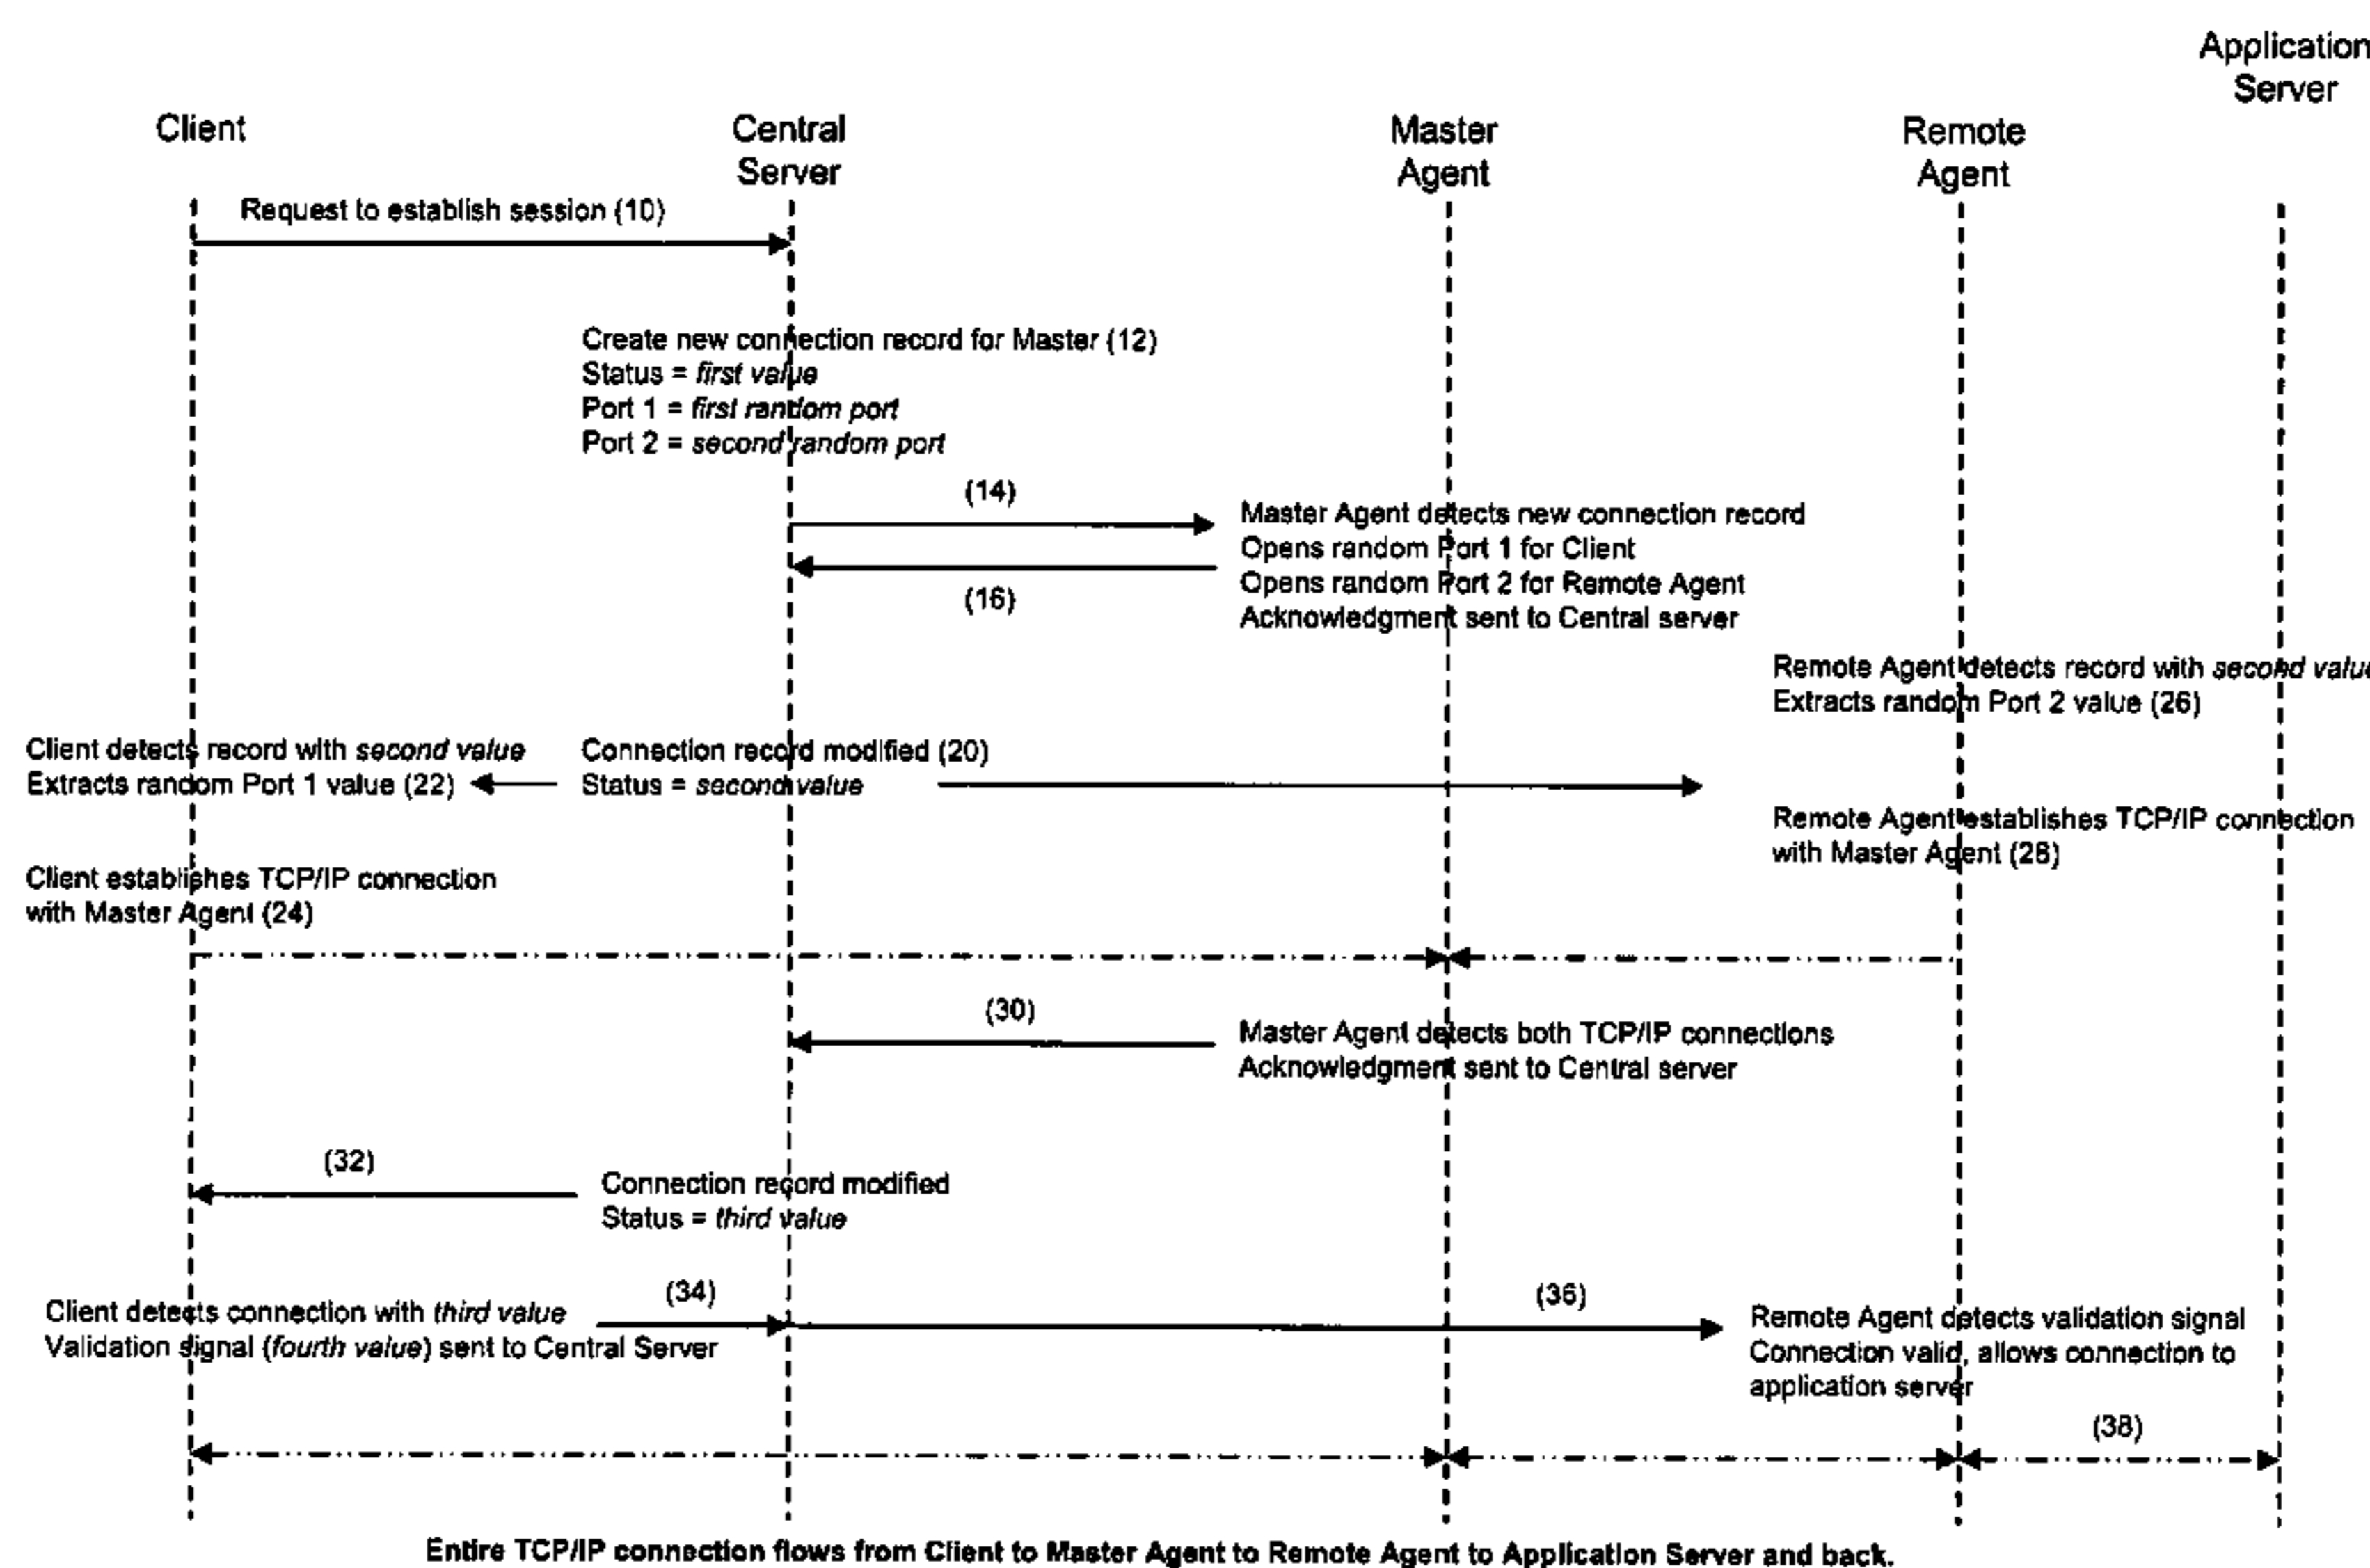 Application
Server
Client
Central
Server
Master
Agent
Remote
Agent
Request to establish session (10)
Create new connection record for Master (12)
Status = first value
Port 1 = first random port
Port 2 = second random port
(14)
Master Agent detects new connection record
Opens random Port 1 for Client
Opens random Port 2 for Remote Agent
Acknowledgment sent to Central server
(16)
Remote Agent detects record with second value
Extracts random Port 2 value (26)
Client detects record with second value
Extracts random Port 1 value (22)
Connection record modified (20)
Status = second value
Remote Agent establishes TCP/IP connection
with Master Agent (28)
Client establishes TCP/IP connection
with Master Agent (24)
(30)
Master Agent detects both TCP/IP connections
Acknowledgment sent to Central server
(32)
Connection record modified
Status = third value
Client detects connection with third value
Validation signal (fourth value) sent to Central Server
(34)
(36)
Remote Agent detects validation signal
Connection valid, allows connection to
application server
(38)
Entire TCP/IP connection flows from Client to Master Agent to Remote Agent to Application Server and back.